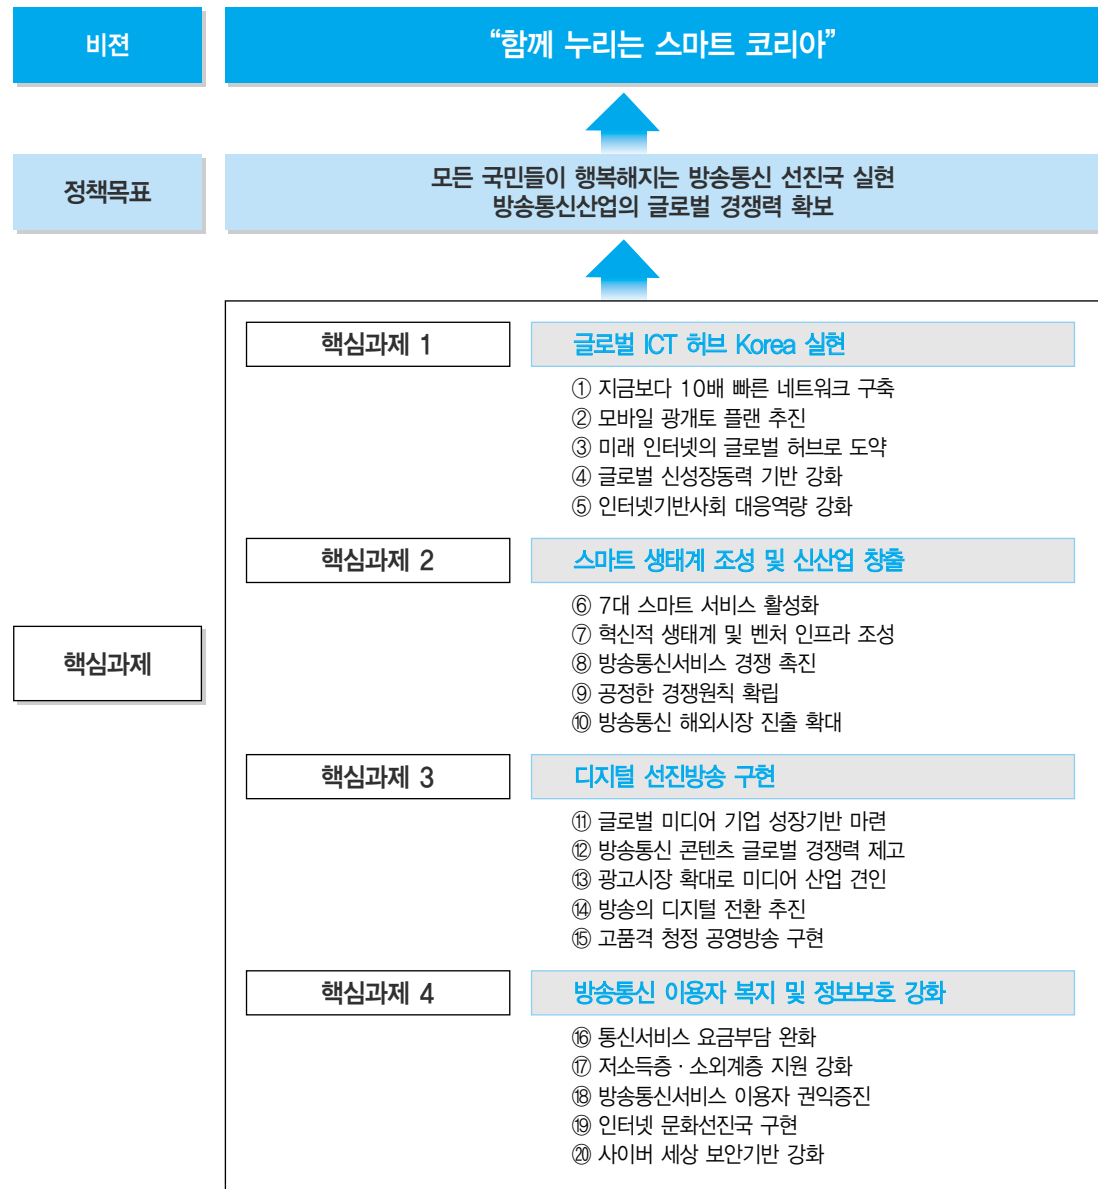 비젼
“함께 누리는 스마트 코리아”
정책목표
모든 국민들이 행복해지는 방송통신 선진국 실현
방송통신산업의 글로벌 경쟁력 확보
핵심과제
핵심과제 1
글로벌 ICT 허브 Korea 실현
① 지금보다 10배 빠른 네트워크 구축
② 모바일 광개토 플랜 추진
③ 미래 인터넷의 글로벌 허브로 도약
④ 글로벌 신성장동력 기반 강화
⑤ 인터넷기반사회 대응역량 강화
핵심과제 2
스마트 생태계 조성 및 신산업 창출
⑥ 7대 스마트 서비스 활성화
⑦ 혁신적 생태계 및 벤처 인프라 조성
⑧ 방송통신서비스 경쟁 촉진
⑨ 공정한 경쟁원칙 확립
⑩ 방송통신 해외시장 진출 확대
핵심과제 3
디지털 선진방송 구현
⑪ 글로벌 미디어 기업 성장기반 마련
⑫ 방송통신 콘텐츠 글로벌 경쟁력 제고
⑬ 광고시장 확대로 미디어 산업 견인
⑭ 방송의 디지털 전환 추진
⑮ 고품격 청정 공영방송 구현
핵심과제 4
방송통신 이용자 복지 및 정보보호 강화
⑯ 통신서비스 요금부담 완화
⑰ 저소득층 · 소외계층 지원 강화
⑱ 방송통신서비스 이용자 권익증진
⑲ 인터넷 문화선진국 구현
⑳ 사이버 세상 보안기반 강화